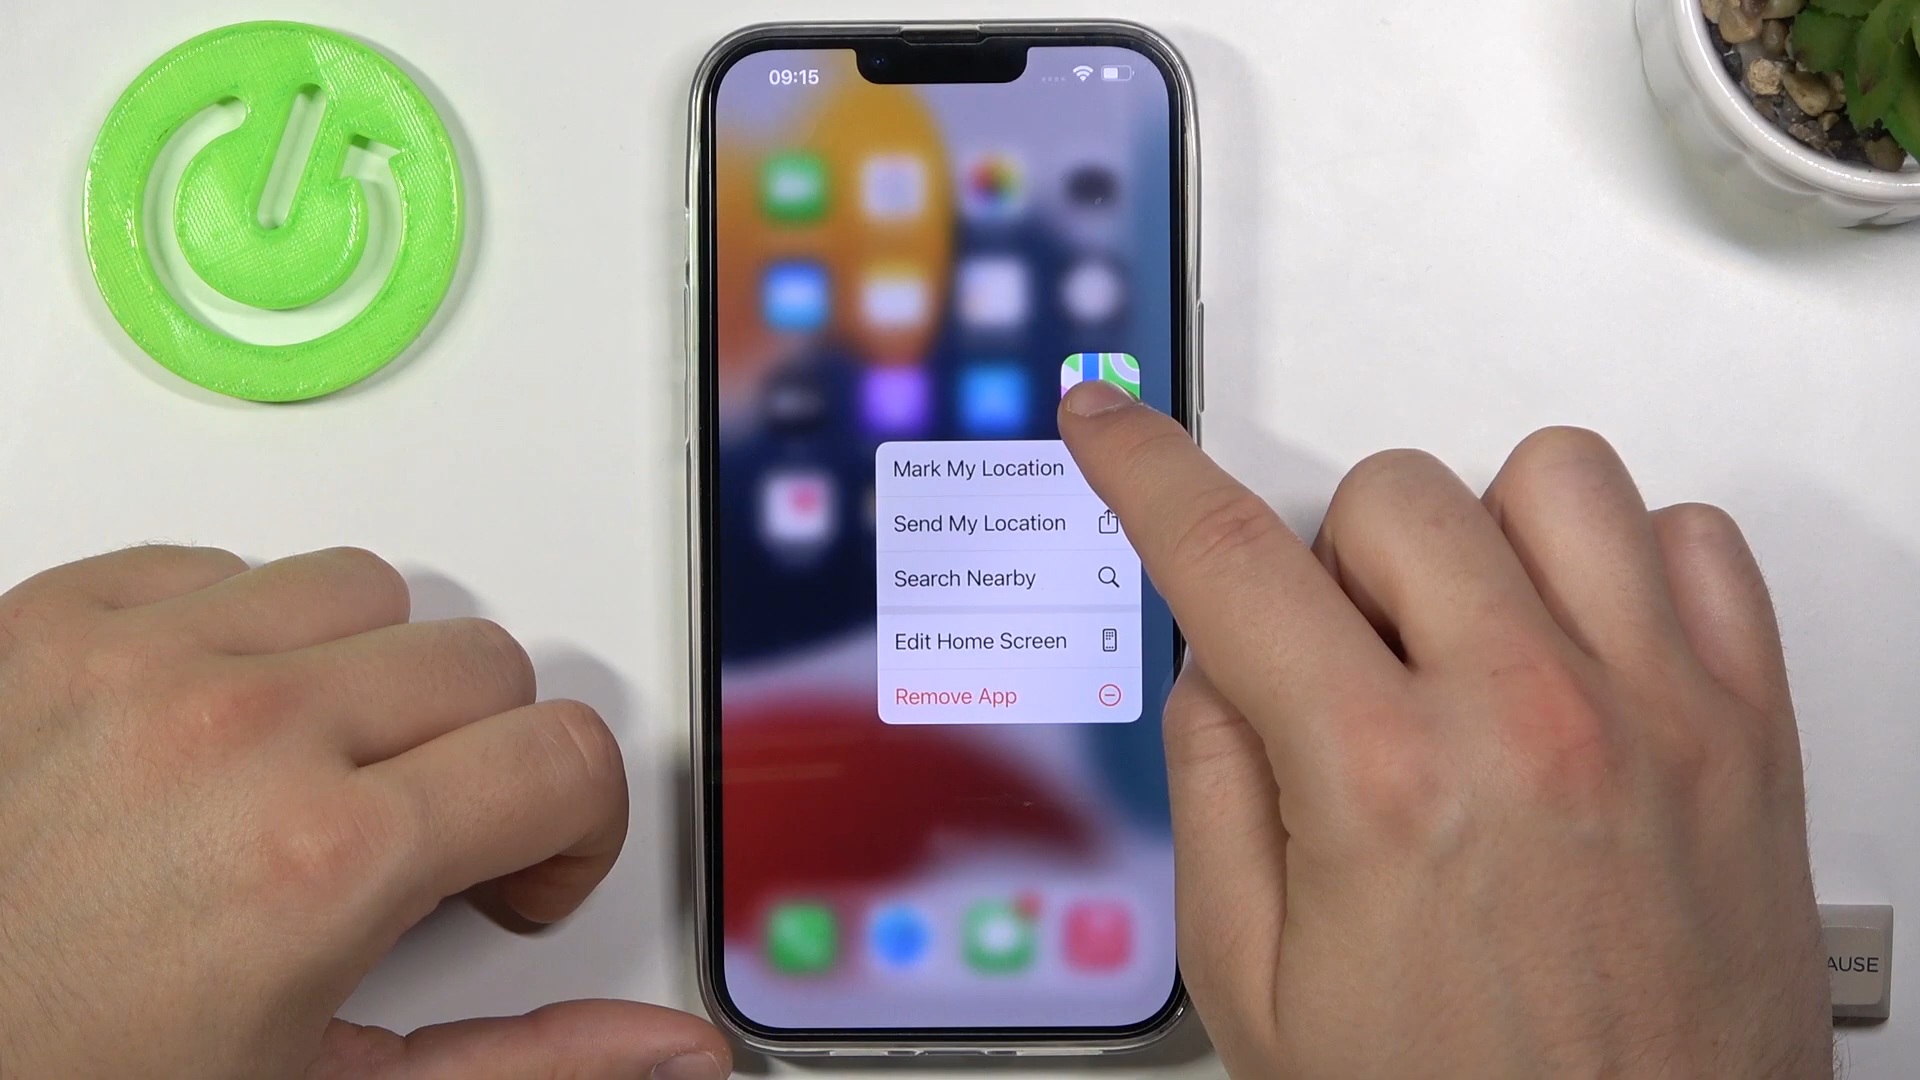 09:15
Mark My Location
Send My Location
Search Nearby
Edit Home Screen
Remove App
AUSE